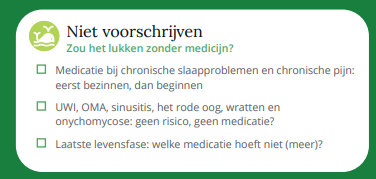 Niet voorschrijven
Zou het lukken zonder medicijn?
Medicatie bij chronische slaapproblemen en chronische pijn:
eerst bezinnen, dan beginnen
UWI, OMA, sinusitis, het rode oog, wratten en
onychomycose: geen risico, geen medicatie?
Laatste levensfase: welke medicatie hoeft niet (meer)?